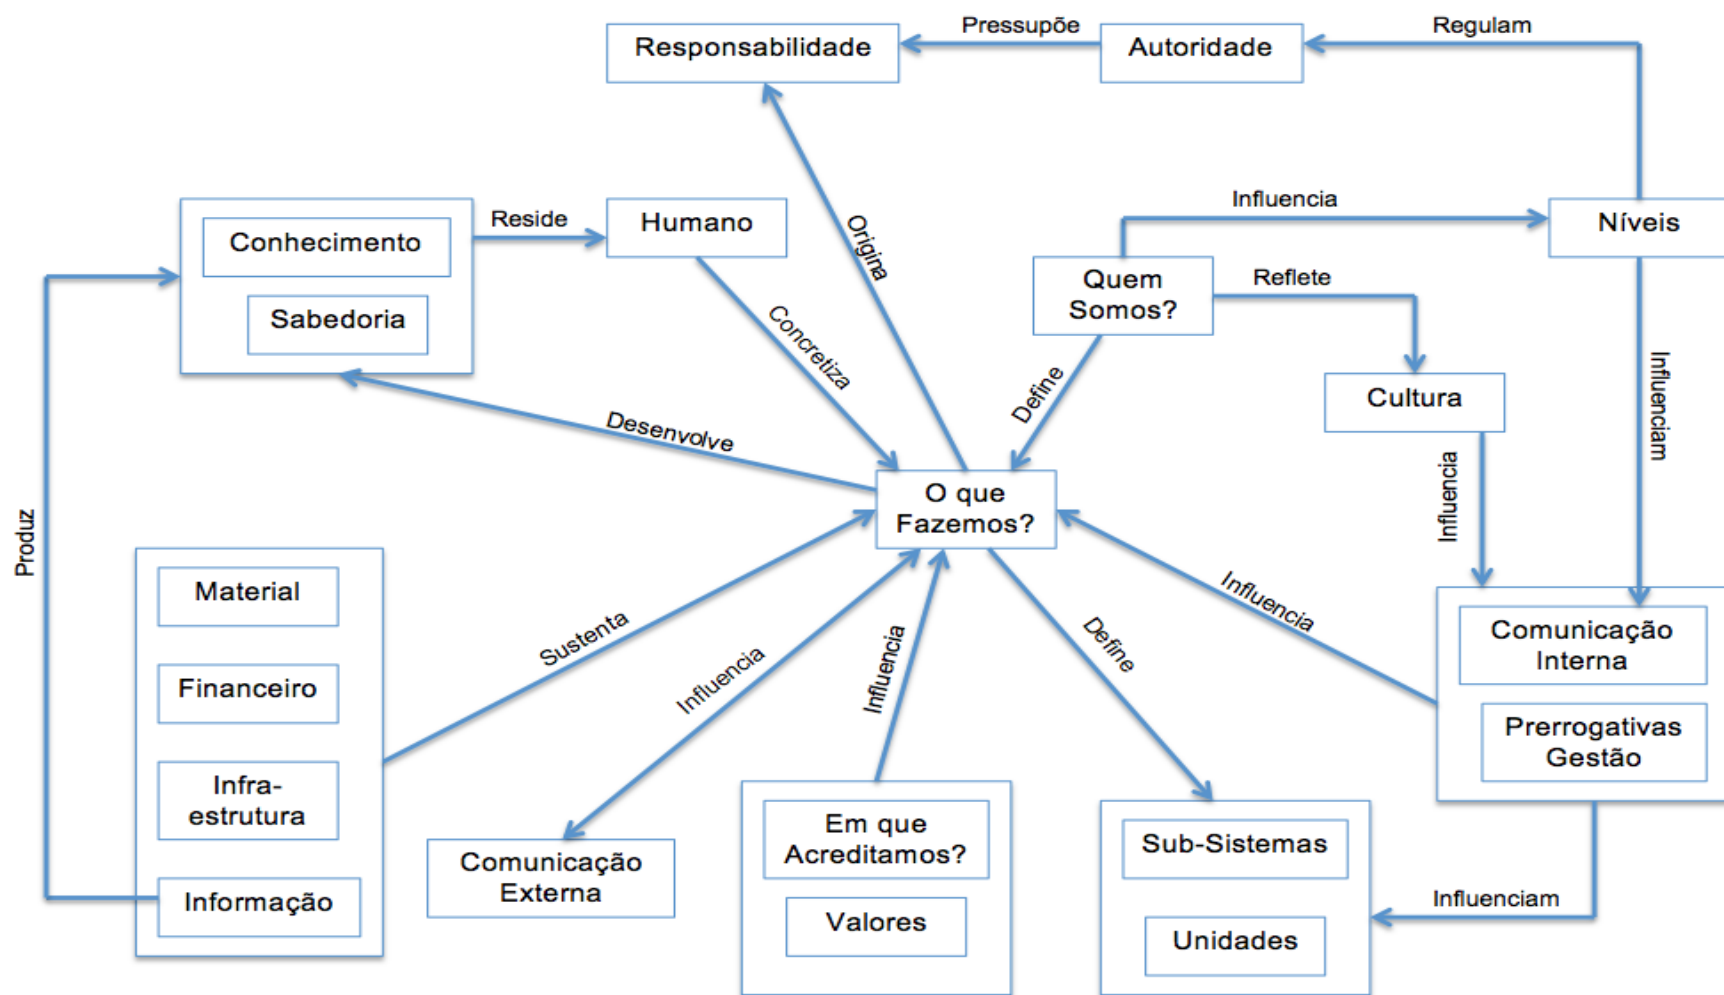 Responsabilidade
Pressupõe
Autoridade
Regulam
Conhecimento
Sabedoria
Reside
Humano
Origina
Influencia
Níveis
Quem
Somos?
Reflete
Concretiza
Define
Cultura
Influenciam
Desenvolve
Influencia
O que
Fazemos?
Produz
Material
Financeiro
Infra-
estrutura
Informação
Sustenta
Influencia
Comunicação
Externa
Influencia
Em que
Acreditamos?
Valores
Define
Sub-Sistemas
Unidades
Influencia
Comunicação
Interna
Prerrogativas
Gestão
Influenciam